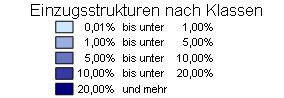 Einzugsstrukturen nach Klassen
0,01% bis unter 1,00%
1,00% bis unter 5,00%
5,00% bis unter 10,00%
10,00% bis unter 20,00%
20,00% und mehr